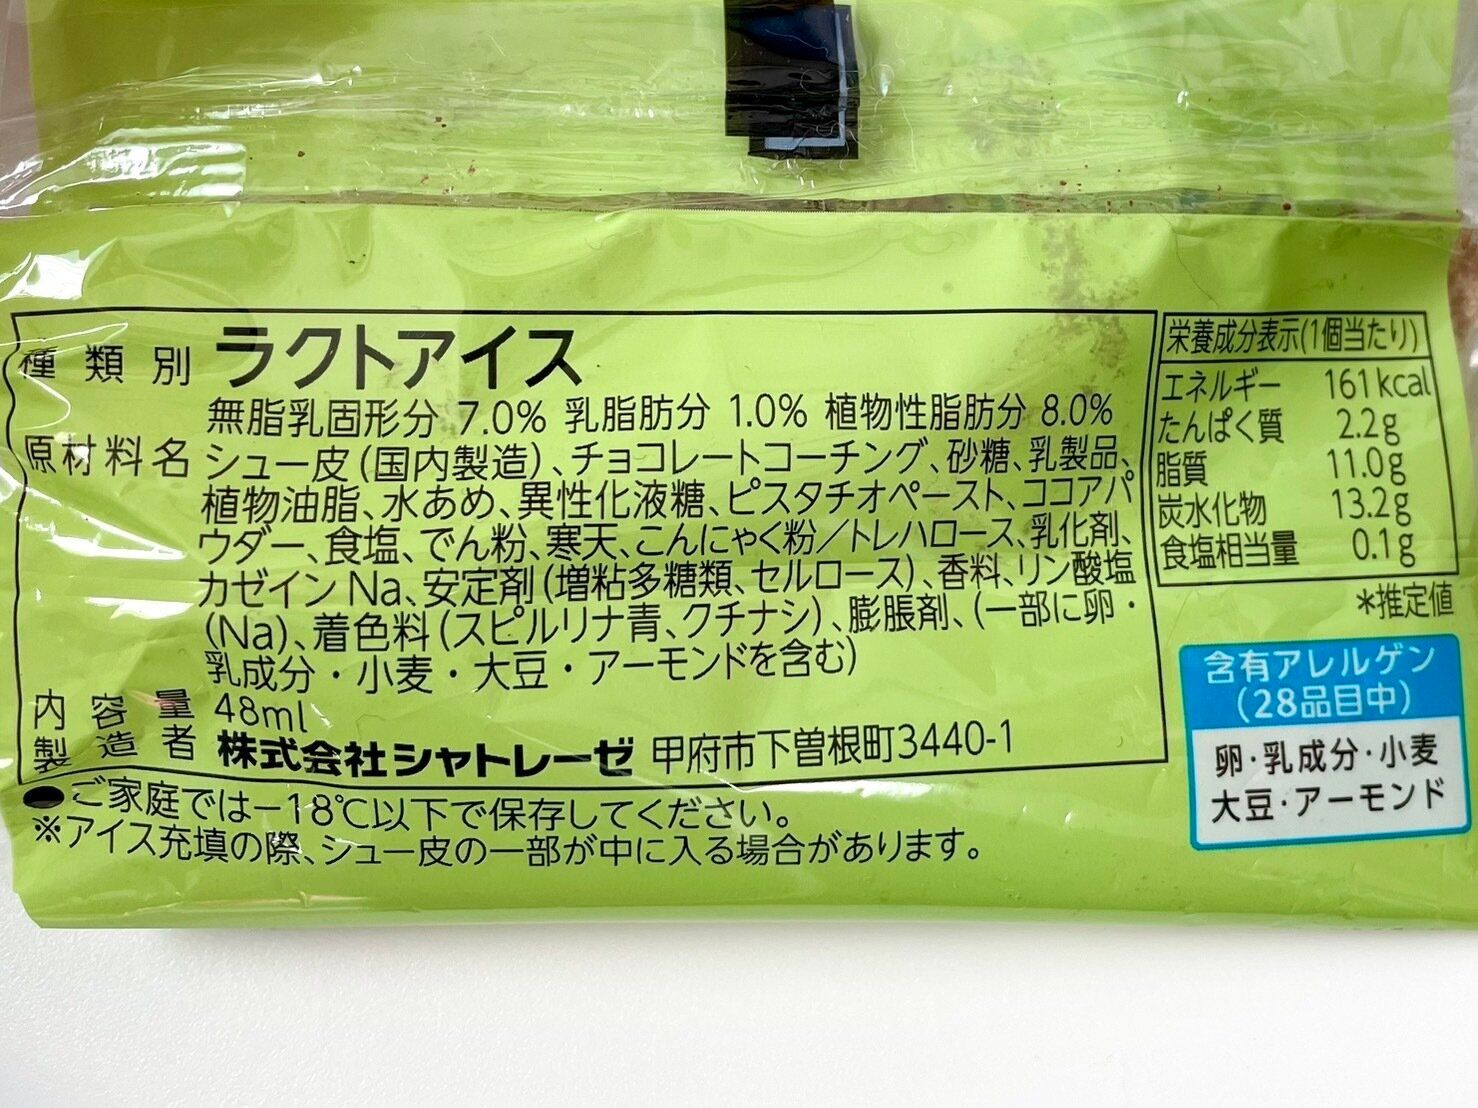 種類別 ラクトアイス
無脂乳固形分 7.0% 乳脂肪分 1.0% 植物性脂肪分 8.0%
原材料名 シュー皮(国内製造)、チョコレートコーチング、砂糖、乳製品、
植物油脂、水あめ、異性化液糖、ピスタチオペースト、ココアパ
ウダー、食塩、でん粉、寒天、こんにゃく粉/トレハロース、乳化剤、
カゼインNa、安定剤(増粘多糖類、セルロース)、香料、リン酸塩
(Na)、着色料(スピルリナ青、クチナシ)、膨脹剤、(一部に卵・
乳成分・小麦・大豆・アーモンドを含む)
内容量 48ml
製造者 株式会社シャトレーゼ 甲府市下曽根町3440-1
●ご家庭では-18℃以下で保存してください。
※アイス充填の際、シュー皮の一部が中に入る場合があります。
栄養成分表示(1個当たり)
エネルギー 161kcal
たんぱく質 2.2g
脂質 11.0g
炭水化物 13.2g
食塩相当量 0.1g
*推定値
含有アレルゲン
(28品目中)
卵・乳成分・小麦
大豆・アーモンド